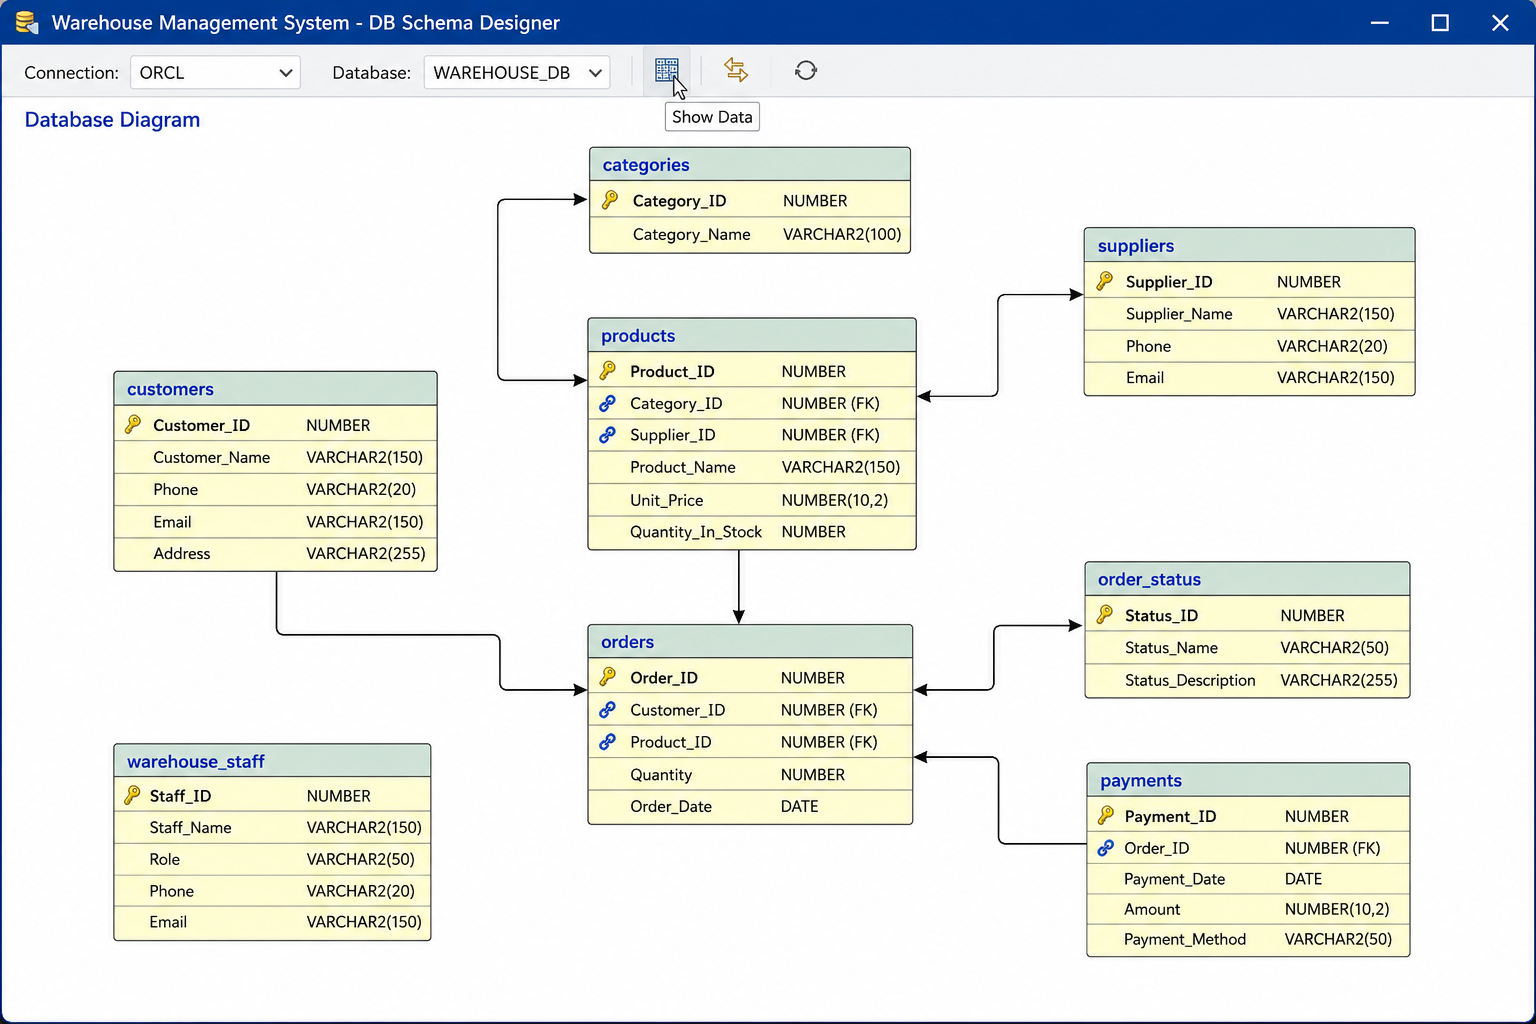 Warehouse Management System - DB Schema Designer
Connection: ORCL Database: WAREHOUSE_DB
Show Data
Database Diagram
categories
Category_ID NUMBER
Category_Name VARCHAR2(100)
suppliers
Supplier_ID NUMBER
Supplier_Name VARCHAR2(150)
Phone VARCHAR2(20)
Email VARCHAR2(150)
products
Product_ID NUMBER
Category_ID NUMBER (FK)
Supplier_ID NUMBER (FK)
Product_Name VARCHAR2(150)
Unit_Price NUMBER(10,2)
Quantity_In_Stock NUMBER
customers
Customer_ID NUMBER
Customer_Name VARCHAR2(150)
Phone VARCHAR2(20)
Email VARCHAR2(150)
Address VARCHAR2(255)
order_status
Status_ID NUMBER
Status_Name VARCHAR2(50)
Status_Description VARCHAR2(255)
orders
Order_ID NUMBER
Customer_ID NUMBER (FK)
Product_ID NUMBER (FK)
Quantity NUMBER
Order_Date DATE
warehouse_staff
Staff_ID NUMBER
Staff_Name VARCHAR2(150)
Role VARCHAR2(50)
Phone VARCHAR2(20)
Email VARCHAR2(150)
payments
Payment_ID NUMBER
Order_ID NUMBER (FK)
Payment_Date DATE
Amount NUMBER(10,2)
Payment_Method VARCHAR2(50)